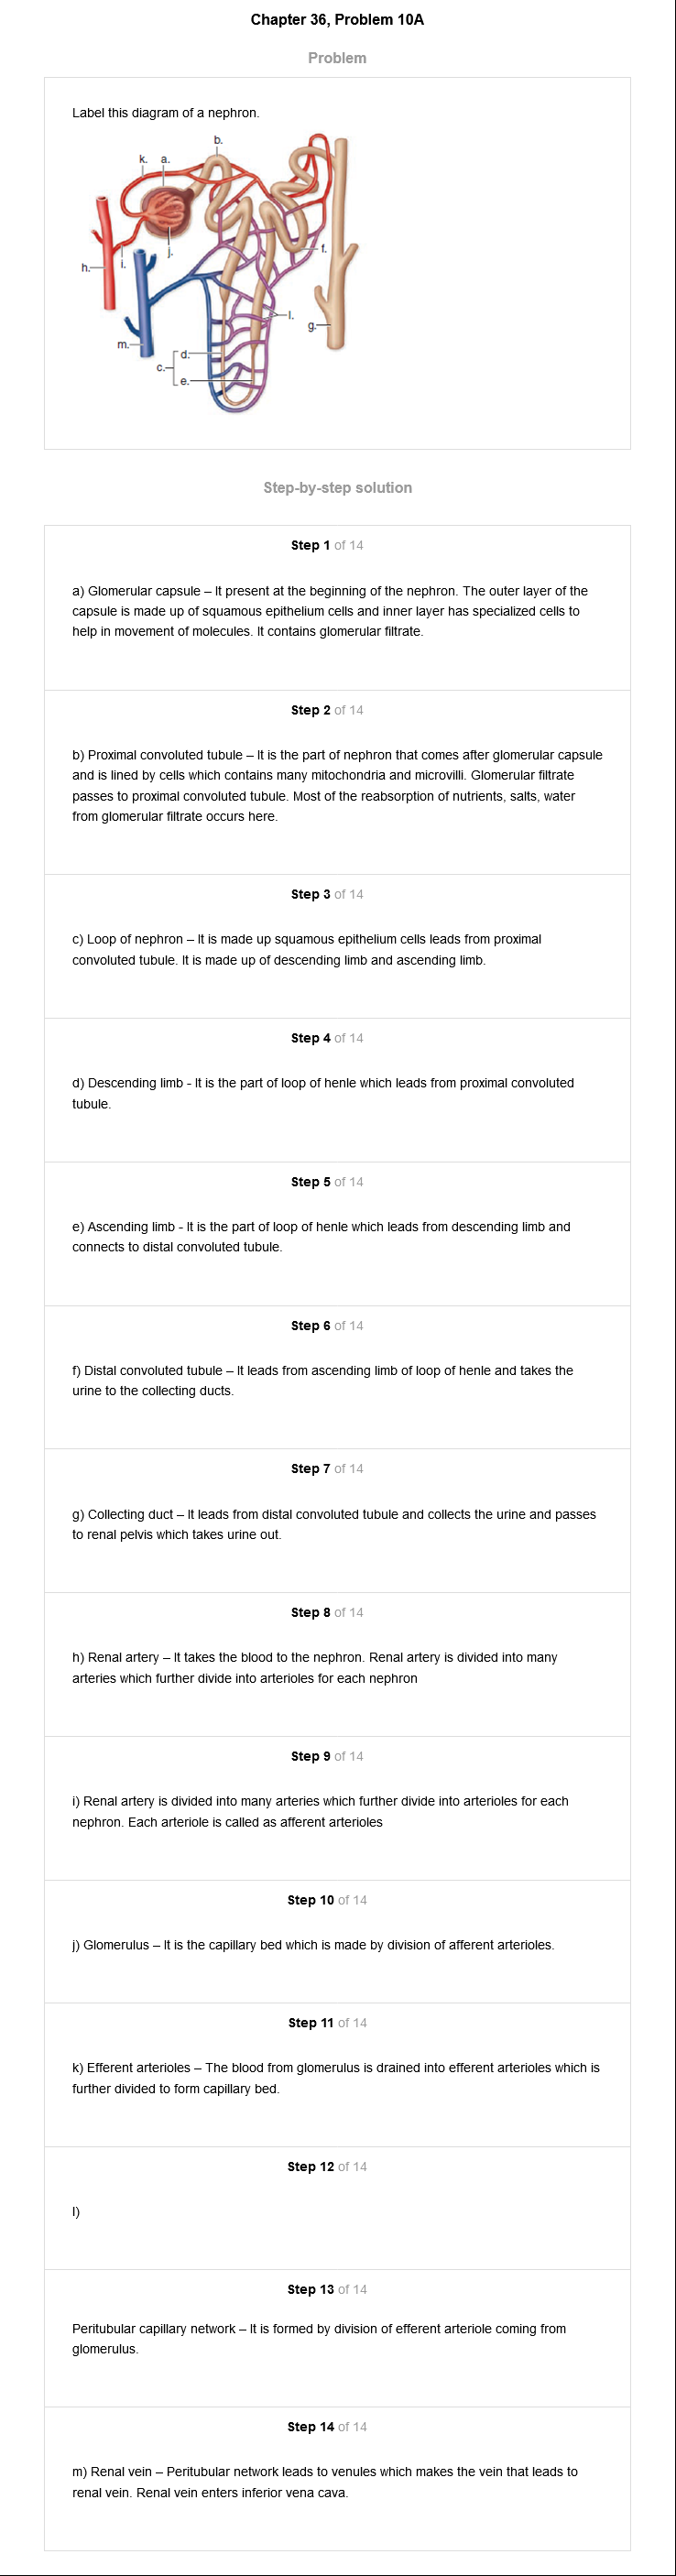 Chapter 36, Problem 10A
Problem
Label this diagram of a nephron.
b.
k. a.
f.
j.
i.
h.
l.
g.
m.
d.
c.
e.
Step-by-step solution
Step 1 of 14
a) Glomerular capsule – It present at the beginning of the nephron. The outer layer of the
capsule is made up of squamous epithelium cells and inner layer has specialized cells to
help in movement of molecules. It contains glomerular filtrate.
Step 2 of 14
b) Proximal convoluted tubule – It is the part of nephron that comes after glomerular capsule
and is lined by cells which contains many mitochondria and microvilli. Glomerular filtrate
passes to proximal convoluted tubule. Most of the reabsorption of nutrients, salts, water
from glomerular filtrate occurs here.
Step 3 of 14
c) Loop of nephron – It is made up squamous epithelium cells leads from proximal
convoluted tubule. It is made up of descending limb and ascending limb.
Step 4 of 14
d) Descending limb - It is the part of loop of henle which leads from proximal convoluted
tubule.
Step 5 of 14
e) Ascending limb - It is the part of loop of henle which leads from descending limb and
connects to distal convoluted tubule.
Step 6 of 14
f) Distal convoluted tubule – It leads from ascending limb of loop of henle and takes the
urine to the collecting ducts.
Step 7 of 14
g) Collecting duct – It leads from distal convoluted tubule and collects the urine and passes
to renal pelvis which takes urine out.
Step 8 of 14
h) Renal artery – It takes the blood to the nephron. Renal artery is divided into many
arteries which further divide into arterioles for each nephron
Step 9 of 14
i) Renal artery is divided into many arteries which further divide into arterioles for each
nephron. Each arteriole is called as afferent arterioles
Step 10 of 14
j) Glomerulus – It is the capillary bed which is made by division of afferent arterioles.
Step 11 of 14
k) Efferent arterioles – The blood from glomerulus is drained into efferent arterioles which is
further divided to form capillary bed.
Step 12 of 14
l)
Step 13 of 14
Peritubular capillary network – It is formed by division of efferent arteriole coming from
glomerulus.
Step 14 of 14
m) Renal vein – Peritubular network leads to venules which makes the vein that leads to
renal vein. Renal vein enters inferior vena cava.